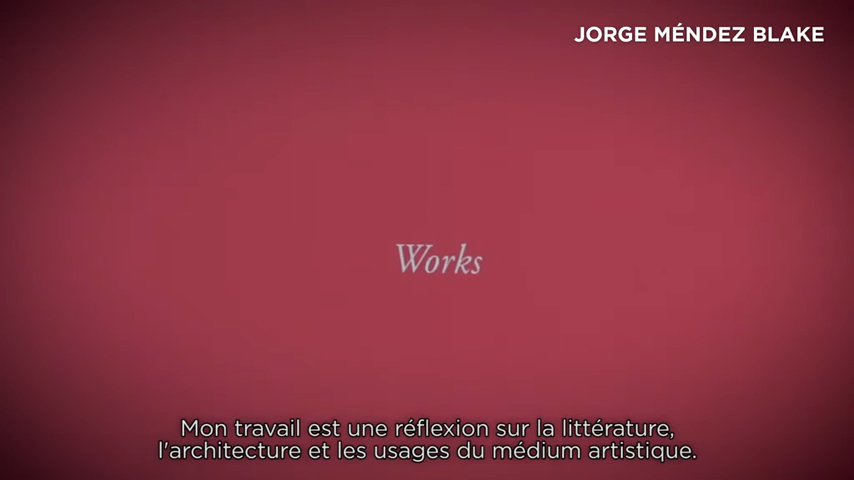 JORGE MÉNDEZ BLAKE
Works
Mon travail est une réflexion sur la littérature,
l'architecture et les usages du médium artistique.